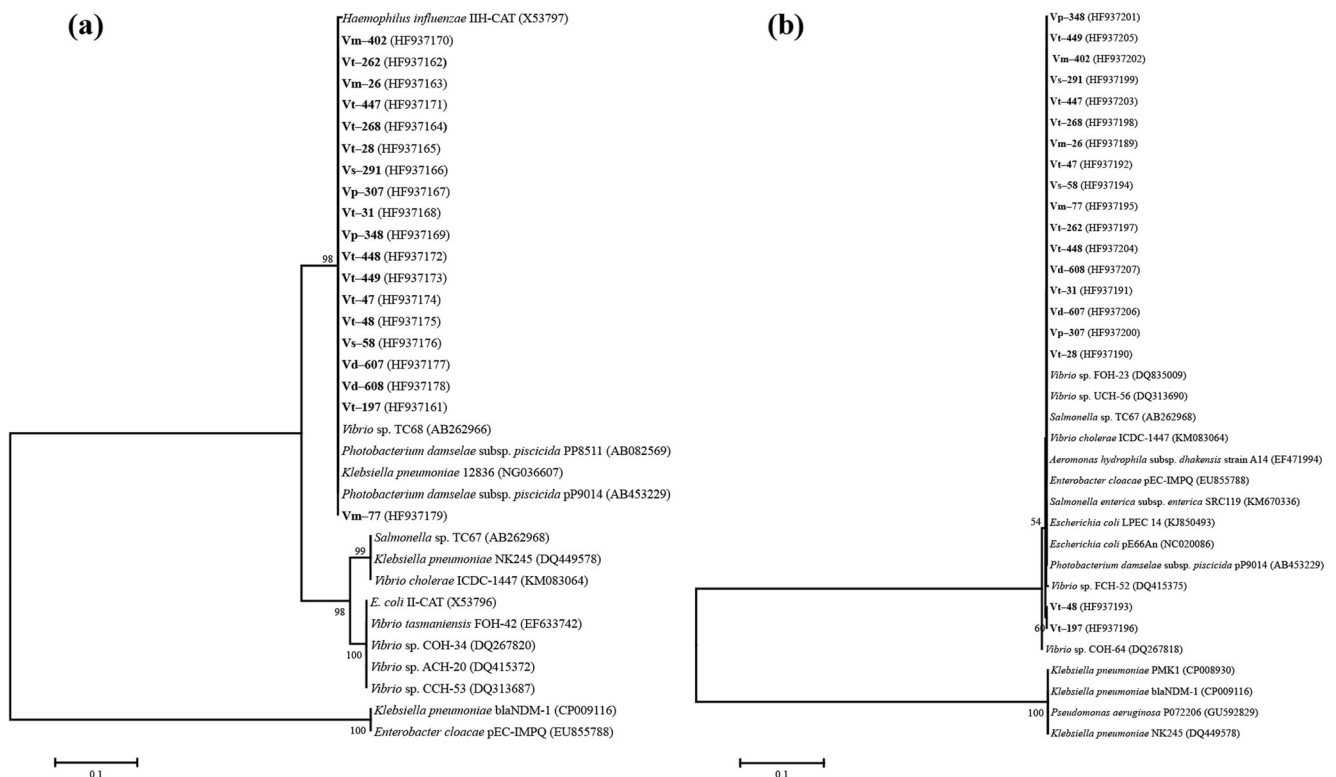 (a)
Haemophilus influenzae IIH-CAT (X53797)
Vm–402 (HF937170)
Vt–262 (HF937162)
Vm–26 (HF937163)
Vt–447 (HF937171)
Vt–268 (HF937164)
Vt–28 (HF937165)
Vs–291 (HF937166)
Vp–307 (HF937167)
Vt–31 (HF937168)
Vp–348 (HF937169)
98
Vt–448 (HF937172)
Vt–449 (HF937173)
Vt–47 (HF937174)
Vt–48 (HF937175)
Vs–58 (HF937176)
Vd–607 (HF937177)
Vd–608 (HF937178)
Vt–197 (HF937161)
Vibrio sp. TC68 (AB262966)
Photobacterium damselae subsp. piscicida PP8511 (AB082569)
Klebsiella pneumoniae 12836 (NG036607)
Photobacterium damselae subsp. piscicida pP9014 (AB453229)
Vm–77 (HF937179)
Salmonella sp. TC67 (AB262968)
99
Klebsiella pneumoniae NK245 (DQ449578)
Vibrio cholerae ICDC-1447 (KM083064)
98
E. coli II-CAT (X53796)
Vibrio tasmaniensis FOH-42 (EF633742)
Vibrio sp. COH-34 (DQ267820)
100
Vibrio sp. ACH-20 (DQ415372)
Vibrio sp. CCH-53 (DQ313687)
Klebsiella pneumoniae blaNDM-1 (CP009116)
100
Enterobacter cloacae pEC-IMPQ (EU855788)
0.1
(b)
Vp–348 (HF937201)
Vt–449 (HF937205)
Vm–402 (HF937202)
Vs–291 (HF937199)
Vt–447 (HF937203)
Vt–268 (HF937198)
Vm–26 (HF937189)
Vt–47 (HF937192)
Vs–58 (HF937194)
Vm–77 (HF937195)
Vt–262 (HF937197)
Vt–448 (HF937204)
Vd–608 (HF937207)
Vt–31 (HF937191)
Vd–607 (HF937206)
Vp–307 (HF937200)
Vt–28 (HF937190)
Vibrio sp. FOH-23 (DQ835009)
Vibrio sp. UCH-56 (DQ313690)
Salmonella sp. TC67 (AB262968)
Vibrio cholerae ICDC-1447 (KM083064)
Aeromonas hydrophila subsp. dhakensis strain A14 (EF471994)
Enterobacter cloacae pEC-IMPQ (EU855788)
Salmonella enterica subsp. enterica SRC119 (KM670336)
54
Escherichia coli LPEC 14 (KJ850493)
Escherichia coli pE66An (NC020086)
Photobacterium damselae subsp. piscicida pP9014 (AB453229)
Vibrio sp. FCH-52 (DQ415375)
Vt–48 (HF937193)
60
Vt–197 (HF937196)
Vibrio sp. COH-64 (DQ267818)
Klebsiella pneumoniae PMK1 (CP008930)
Klebsiella pneumoniae blaNDM-1 (CP009116)
100
Pseudomonas aeruginosa P072206 (GU592829)
Klebsiella pneumoniae NK245 (DQ449578)
0.1